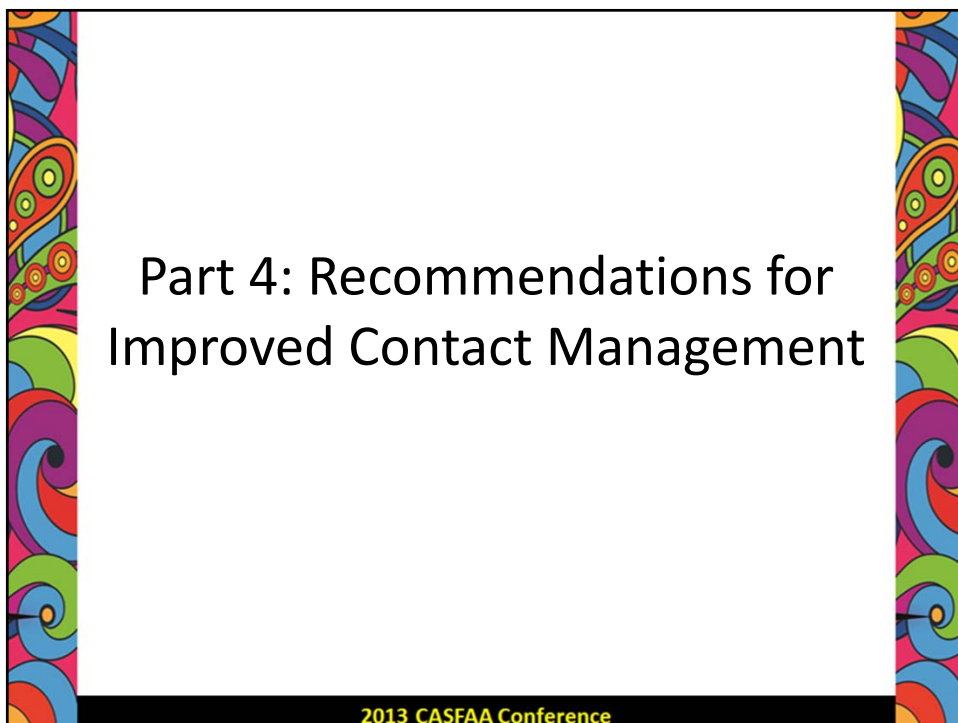 Part 4: Recommendations for
Improved Contact Management
2013 CASFAA Conference